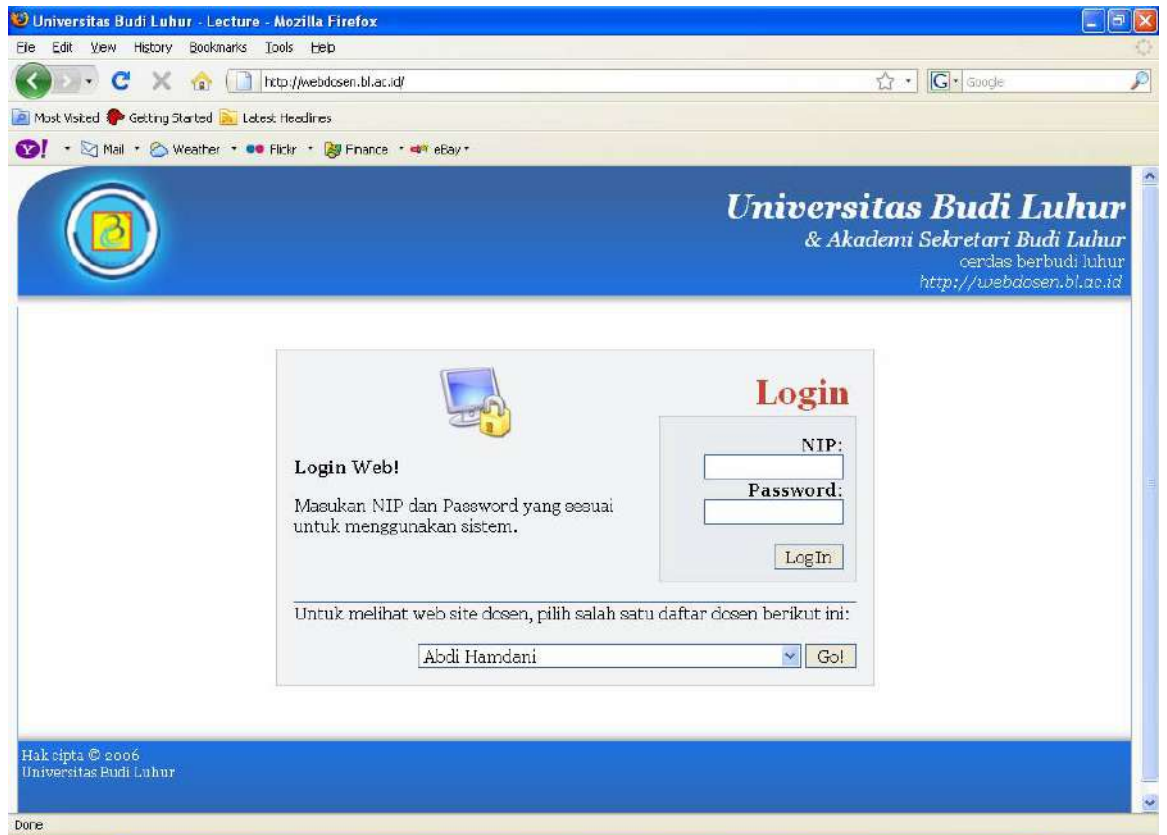 Universitas Budi Luhur - Lecture - Mozilla Firefox
File Edit View History Bookmarks Tools Help
http://webdosen.bl.ac.id/
G Google
Most Visited Getting Started Latest Headlines
Y! Mail Weather Flickr Finance eBay
Universitas Budi Luhur
& Akademi Sekretari Budi Luhur
cerdas berbudi luhur
http://webdosen.bl.ac.id
Login
NIP:
Login Web!
Password:
Masukan NIP dan Password yang sesuai
untuk menggunakan sistem.
LogIn
Untuk melihat web site dosen, pilih salah satu daftar dosen berikut ini:
Abdi Hamdani Go!
Hak cipta © 2006
Universitas Budi Luhur
Done